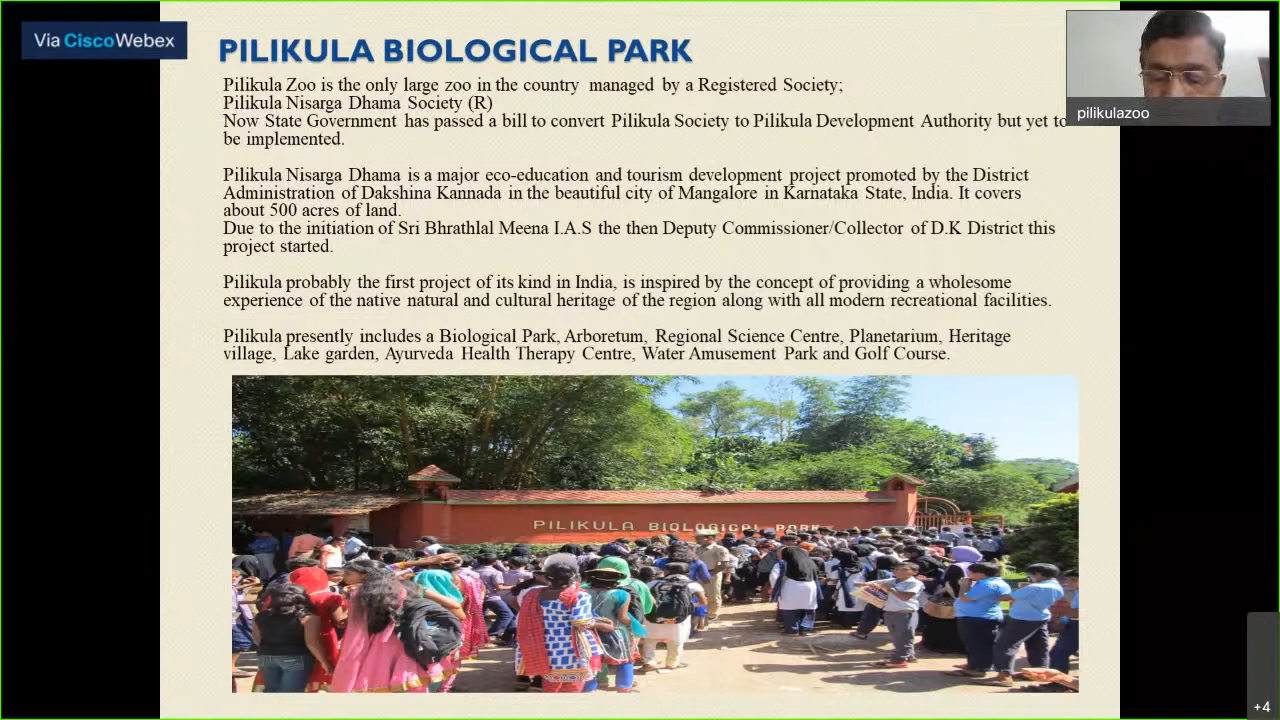 Via Cisco Webex
PILIKULA BIOLOGICAL PARK
Pilikula Zoo is the only large zoo in the country managed by a Registered Society;
Pilikula Nisarga Dhama Society (R)
Now State Government has passed a bill to convert Pilikula Society to Pilikula Development Authority but yet to
be implemented.
Pilikula Nisarga Dhama is a major eco-education and tourism development project promoted by the District
Administration of Dakshina Kannada in the beautiful city of Mangalore in Karnataka State, India. It covers
about 500 acres of land.
Due to the initiation of Sri Bhrathlal Meena I.A.S the then Deputy Commissioner/Collector of D.K District this
project started.
Pilikula probably the first project of its kind in India, is inspired by the concept of providing a wholesome
experience of the native natural and cultural heritage of the region along with all modern recreational facilities.
Pilikula presently includes a Biological Park, Arboretum, Regional Science Centre, Planetarium, Heritage
village, Lake garden, Ayurveda Health Therapy Centre, Water Amusement Park and Golf Course.
PILIKULA BIOLOGICAL PARK
pilikulazoo
+4